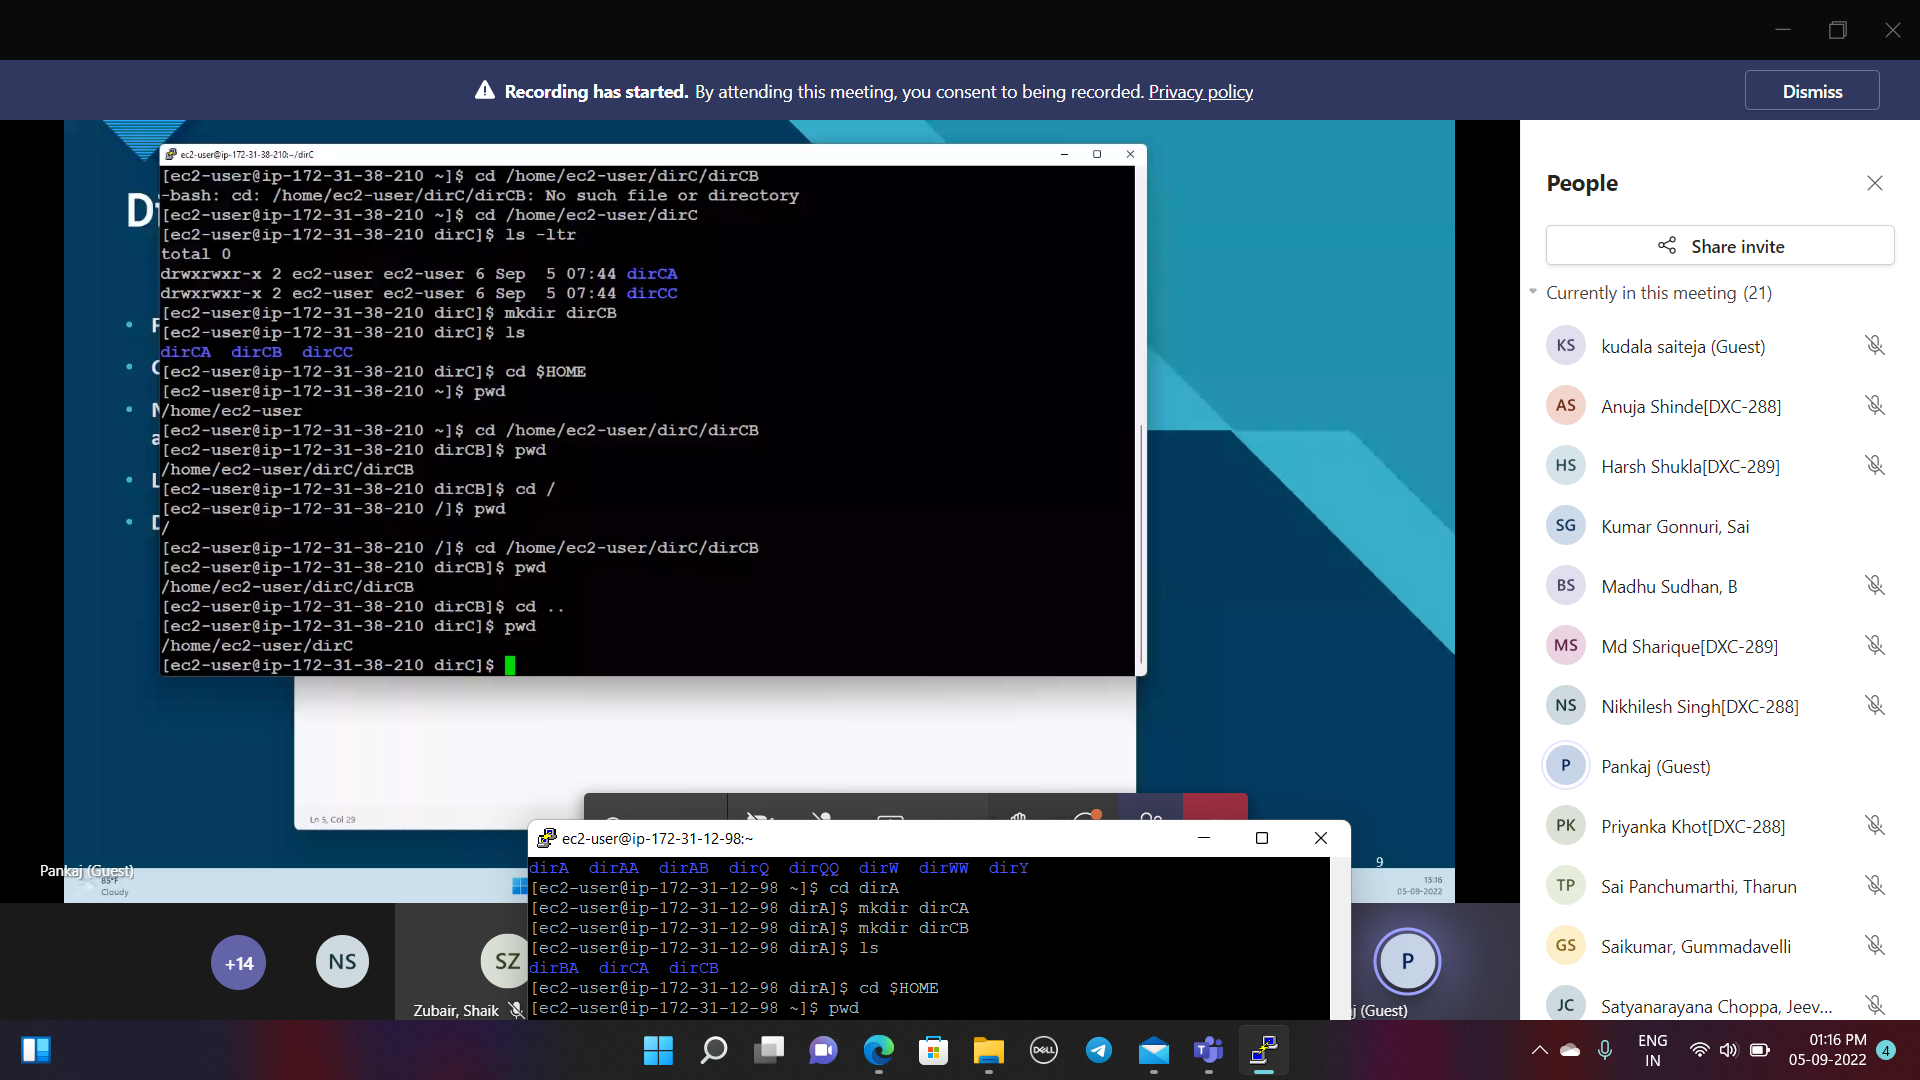 Recording has started. By attending this meeting, you consent to being recorded. Privacy policy
Dismiss
ec2-user@ip-172-31-38-210:~/dirC
[ec2-user@ip-172-31-38-210 ~]$ cd /home/ec2-user/dirC/dirCB
-bash: cd: /home/ec2-user/dirC/dirCB: No such file or directory
[ec2-user@ip-172-31-38-210 ~]$ cd /home/ec2-user/dirC
[ec2-user@ip-172-31-38-210 dirC]$ ls -ltr
total 0
drwxrwxr-x 2 ec2-user ec2-user 6 Sep  5 07:44 dirCA
drwxrwxr-x 2 ec2-user ec2-user 6 Sep  5 07:44 dirCC
[ec2-user@ip-172-31-38-210 dirC]$ mkdir dirCB
[ec2-user@ip-172-31-38-210 dirC]$ ls
dirCA  dirCB  dirCC
[ec2-user@ip-172-31-38-210 dirC]$ cd $HOME
[ec2-user@ip-172-31-38-210 ~]$ pwd
/home/ec2-user
[ec2-user@ip-172-31-38-210 ~]$ cd /home/ec2-user/dirC/dirCB
[ec2-user@ip-172-31-38-210 dirCB]$ pwd
/home/ec2-user/dirC/dirCB
[ec2-user@ip-172-31-38-210 dirCB]$ cd /
[ec2-user@ip-172-31-38-210 /]$ pwd
/
[ec2-user@ip-172-31-38-210 /]$ cd /home/ec2-user/dirC/dirCB
[ec2-user@ip-172-31-38-210 dirCB]$ pwd
/home/ec2-user/dirC/dirCB
[ec2-user@ip-172-31-38-210 dirCB]$ cd ..
[ec2-user@ip-172-31-38-210 dirC]$ pwd
/home/ec2-user/dirC
[ec2-user@ip-172-31-38-210 dirC]$
Ln 5, Col 29
Pankaj (Guest)
85°F
Cloudy
9
13:16
05-09-2022
ec2-user@ip-172-31-12-98:~
dirA  dirAA  dirAB  dirQ  dirQQ  dirW  dirWW  dirY
[ec2-user@ip-172-31-12-98 ~]$ cd dirA
[ec2-user@ip-172-31-12-98 dirA]$ mkdir dirCA
[ec2-user@ip-172-31-12-98 dirA]$ mkdir dirCB
[ec2-user@ip-172-31-12-98 dirA]$ ls
dirBA  dirCA  dirCB
[ec2-user@ip-172-31-12-98 dirA]$ cd $HOME
[ec2-user@ip-172-31-12-98 ~]$ pwd
+14
NS
SZ
Zubair, Shaik
P
j (Guest)
People
Share invite
Currently in this meeting (21)
KS kudala saiteja (Guest)
AS Anuja Shinde[DXC-288]
HS Harsh Shukla[DXC-289]
SG Kumar Gonnuri, Sai
BS Madhu Sudhan, B
MS Md Sharique[DXC-289]
NS Nikhilesh Singh[DXC-288]
P Pankaj (Guest)
PK Priyanka Khot[DXC-288]
TP Sai Panchumarthi, Tharun
GS Saikumar, Gummadavelli
JC Satyanarayana Choppa, Jeev...
DELL
ENG
IN
01:16 PM
05-09-2022
4